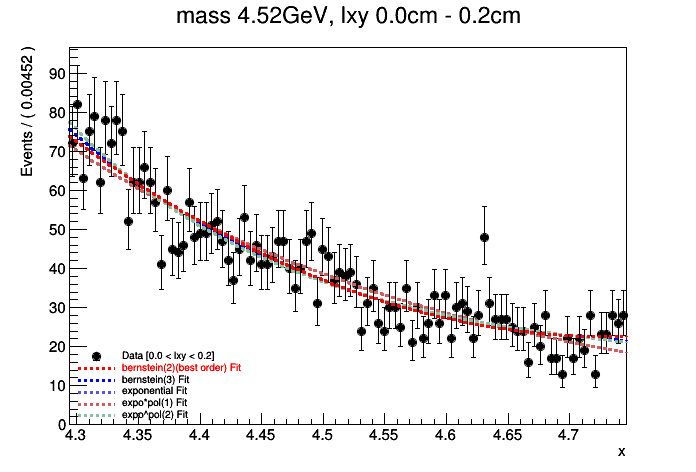 mass 4.52GeV, lxy 0.0cm - 0.2cm
Events / ( 0.00452 )
90
80
70
60
50
40
30
20
10
0
Data [0.0 < lxy < 0.2]
bernstein(2)(best order) Fit
bernstein(3) Fit
exponential Fit
expo*pol(1) Fit
expp^pol(2) Fit
4.3 4.35 4.4 4.45 4.5 4.55 4.6 4.65 4.7
x